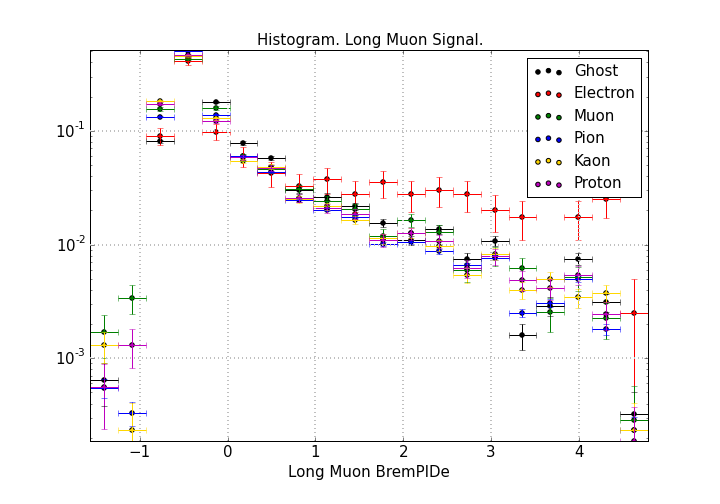 Histogram. Long Muon Signal.
Ghost
Electron
Muon
Pion
Kaon
Proton
10⁻¹
10⁻²
10⁻³
−1 0 1 2 3 4
Long Muon BremPIDe